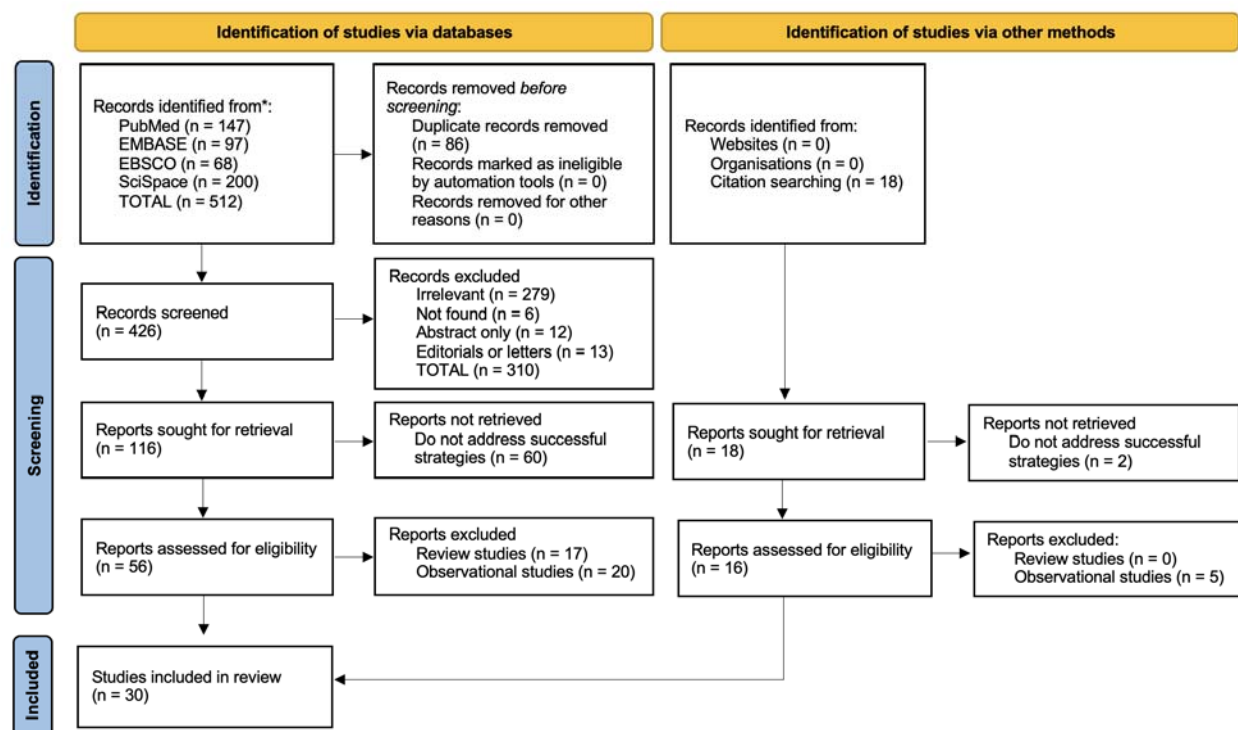 Identification of studies via databases
Identification of studies via other methods
Identification
Records identified from*:
PubMed (n = 147)
EMBASE (n = 97)
EBSCO (n = 68)
SciSpace (n = 200)
TOTAL = 512)
Records removed before
screening:
Duplicate records removed
(n = 86)
Records marked as ineligible
by automation tools (n = 0)
Records removed for other
reasons (n = 0)
Records identified from:
Websites (n = 0)
Organisations (n = 0)
Citation searching (n = 18)
Screening
Records screened
(n = 426)
Records excluded
Irrelevant (n = 279)
Not found (n = 6)
Abstract only (n = 12)
Editorials or letters (n = 13)
TOTAL (n = 310)
Reports sought for retrieval
(n = 116)
Reports not retrieved
Do not address successful
strategies (n = 60)
Reports sought for retrieval
(n = 18)
Reports not retrieved
Do not address successful
strategies (n = 2)
Reports assessed for eligibility
(n = 56)
Reports excluded
Review studies (n = 17)
Observational studies (n = 20)
Reports assessed for eligibility
(n = 16)
Reports excluded:
Review studies (n = 0)
Observational studies (n = 5)
Included
Studies included in review
(n = 30)